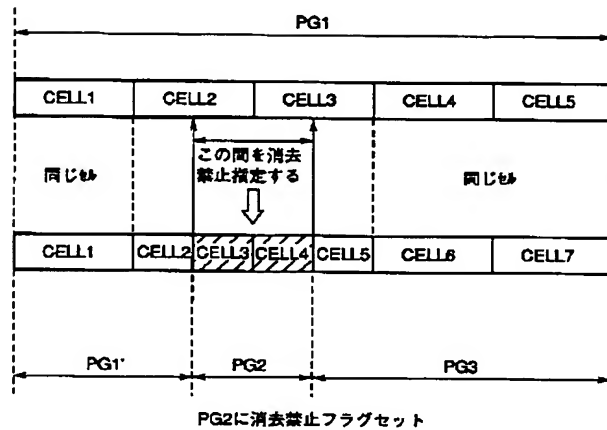 PG1
CELL1 CELL2 CELL3 CELL4 CELL5
この間を消去
禁止指定する
同じセル 同じセル
CELL1 CELL2 CELL3 CELL4 CELL5 CELL6 CELL7
PG1' PG2 PG3
PG2に消去禁止フラグセット